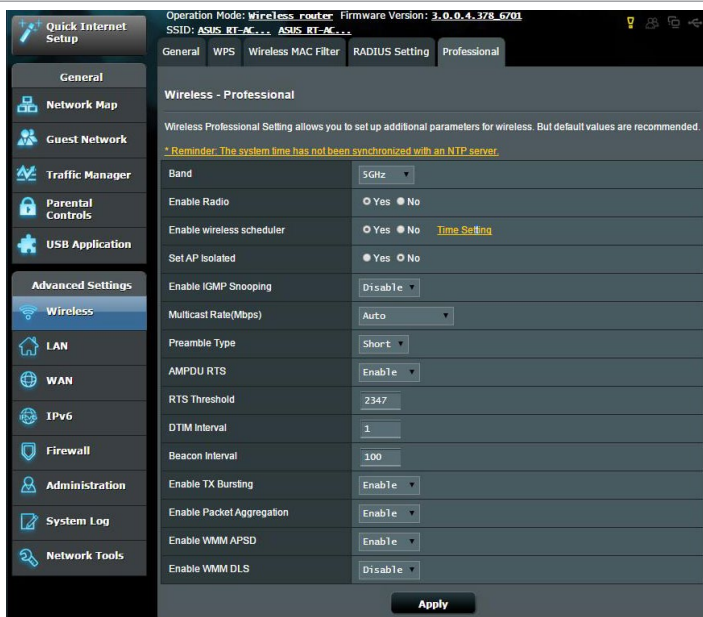 Quick Internet
Setup
Operation Mode: Wireless router Firmware Version: 3.0.0.4.378_6701
SSID: ASUS RT-AC... ASUS RT-AC...
General WPS Wireless MAC Filter RADIUS Setting Professional
General
Network Map
Guest Network
Traffic Manager
Parental
Controls
USB Application
Advanced Settings
Wireless
LAN
WAN
IPv6
Firewall
Administration
System Log
Network Tools
Wireless - Professional
Wireless Professional Setting allows you to set up additional parameters for wireless. But default values are recommended.
* Reminder: The system time has not been synchronized with an NTP server.
Band 5GHz
Enable Radio Yes No
Enable wireless scheduler Yes No Time Setting
Set AP Isolated Yes No
Enable IGMP Snooping Disable
Multicast Rate(Mbps) Auto
Preamble Type Short
AMPDU RTS Enable
RTS Threshold 2347
DTIM Interval 1
Beacon Interval 100
Enable TX Bursting Enable
Enable Packet Aggregation Enable
Enable WMM APSD Enable
Enable WMM DLS Disable
Apply